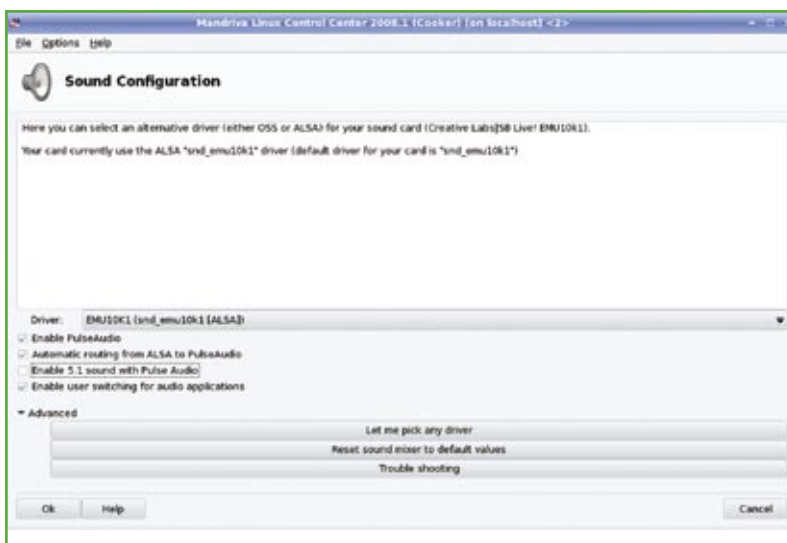 Mandriva Linux Control Center 2008.1 (Cooker) [on localhost] <2>
File Options Help
Sound Configuration
Here you can select an alternative driver (either OSS or ALSA) for your sound card (Creative Labs|SB Live! EMU10k1).
Your card currently use the ALSA "snd_emu10k1" driver (default driver for your card is "snd_emu10k1")
Driver: EMU10K1 (snd_emu10k1 [ALSA])
Enable PulseAudio
Automatic routing from ALSA to PulseAudio
Enable 5.1 sound with Pulse Audio
Enable user switching for audio applications
Advanced
Let me pick any driver
Reset sound mixer to default values
Trouble shooting
Ok Help Cancel